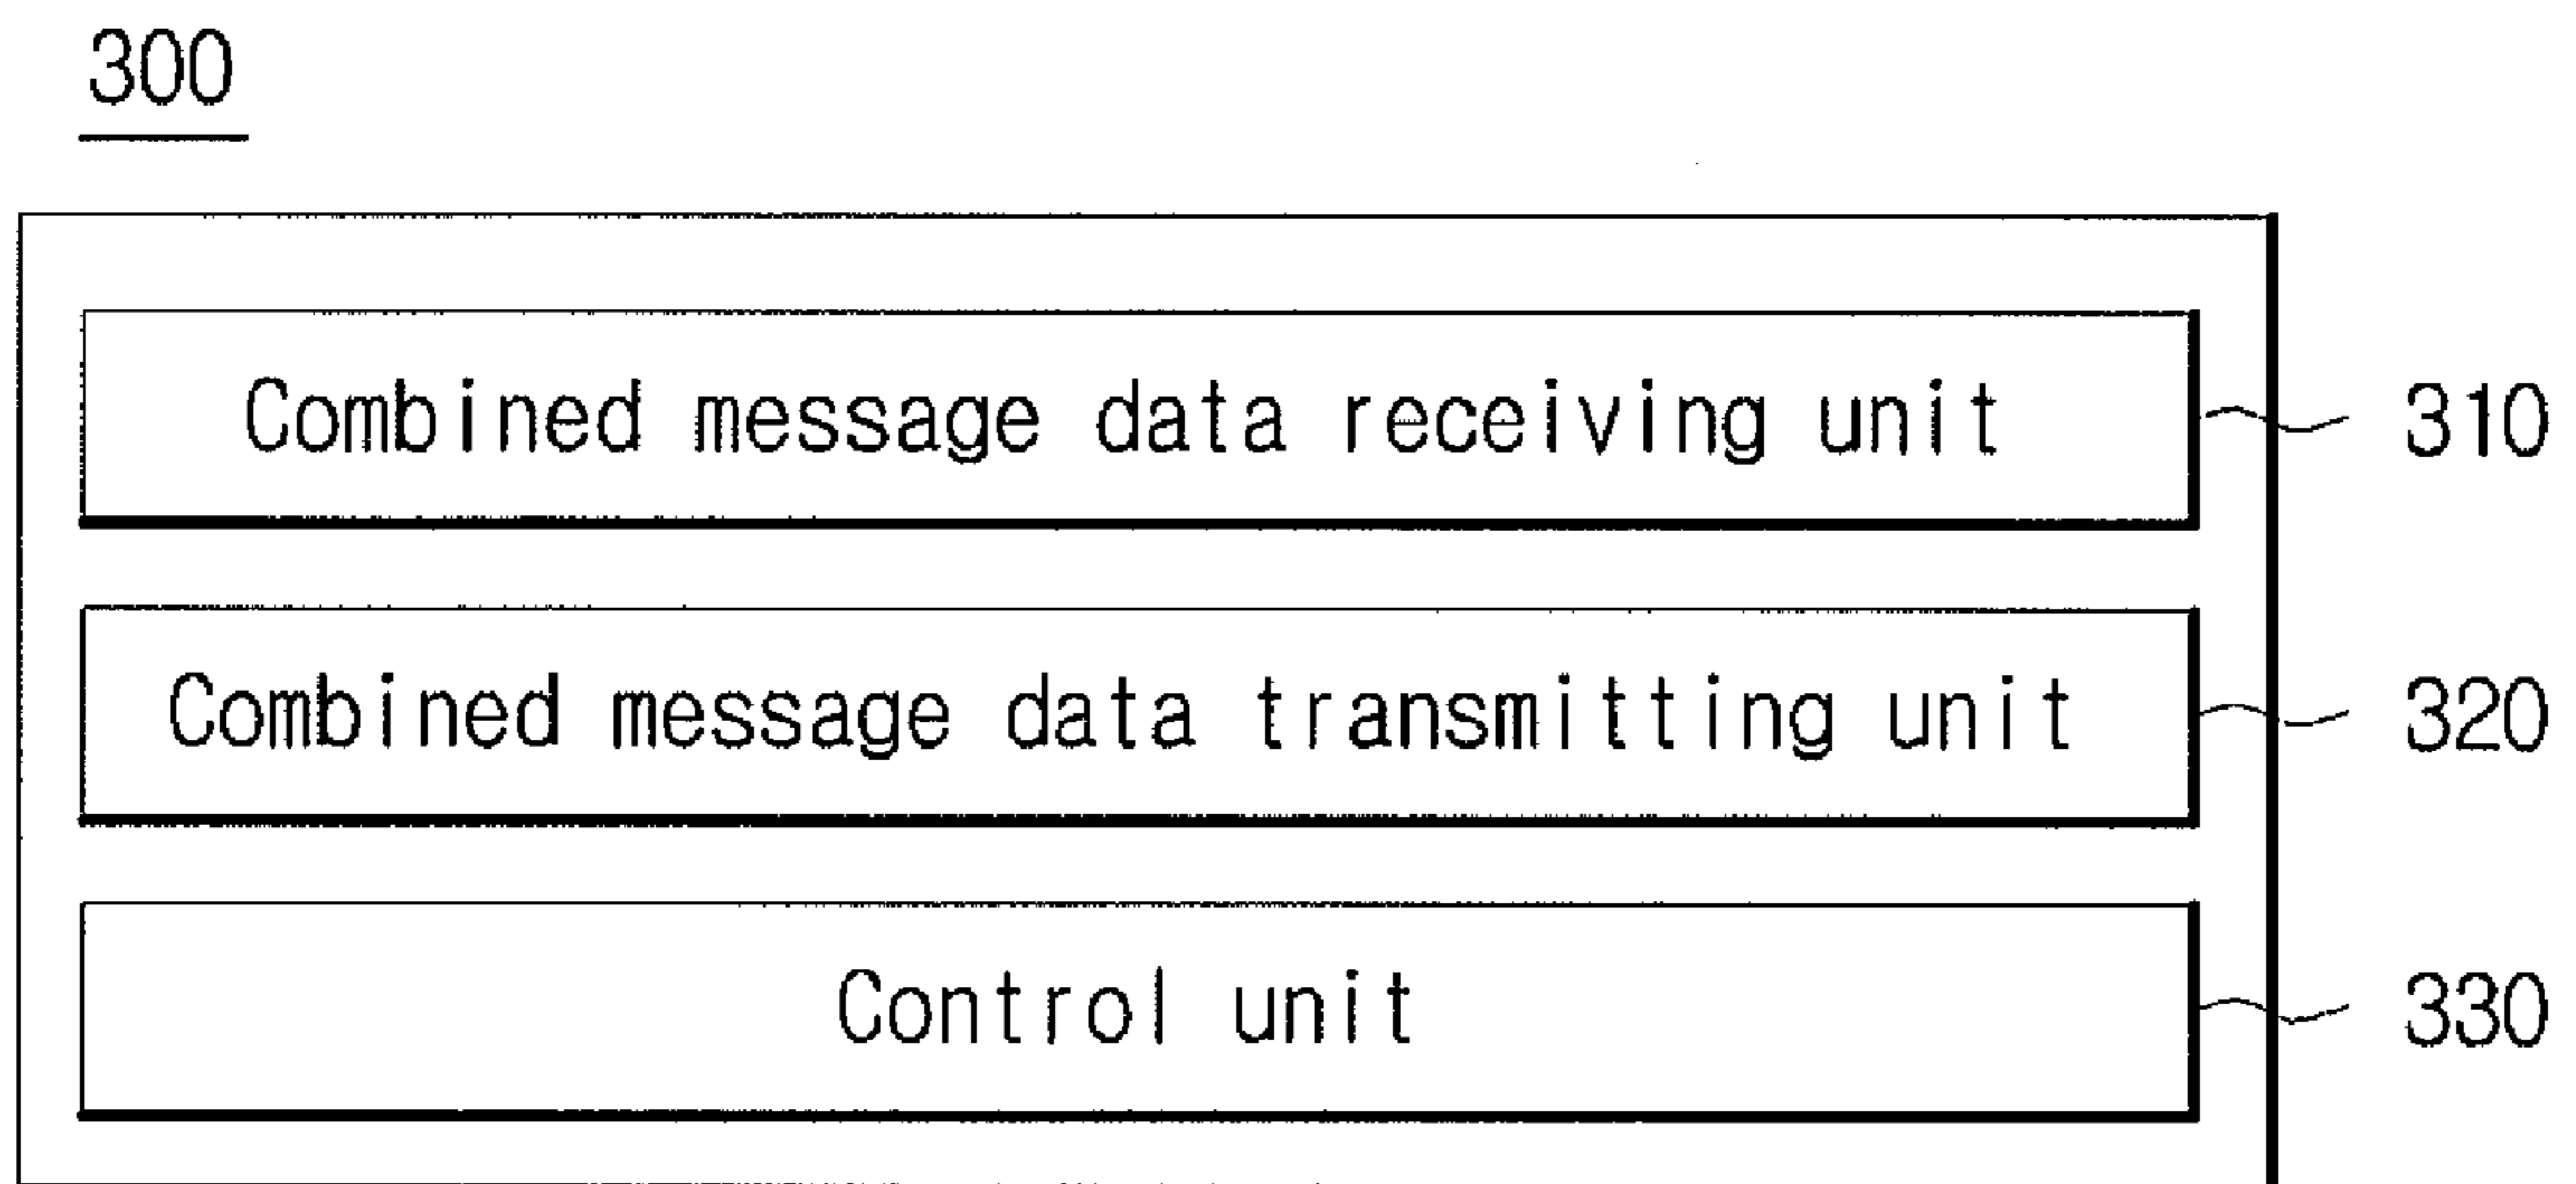 300
Combined message data receiving unit 310
Combined message data transmitting unit 320
Control unit 330